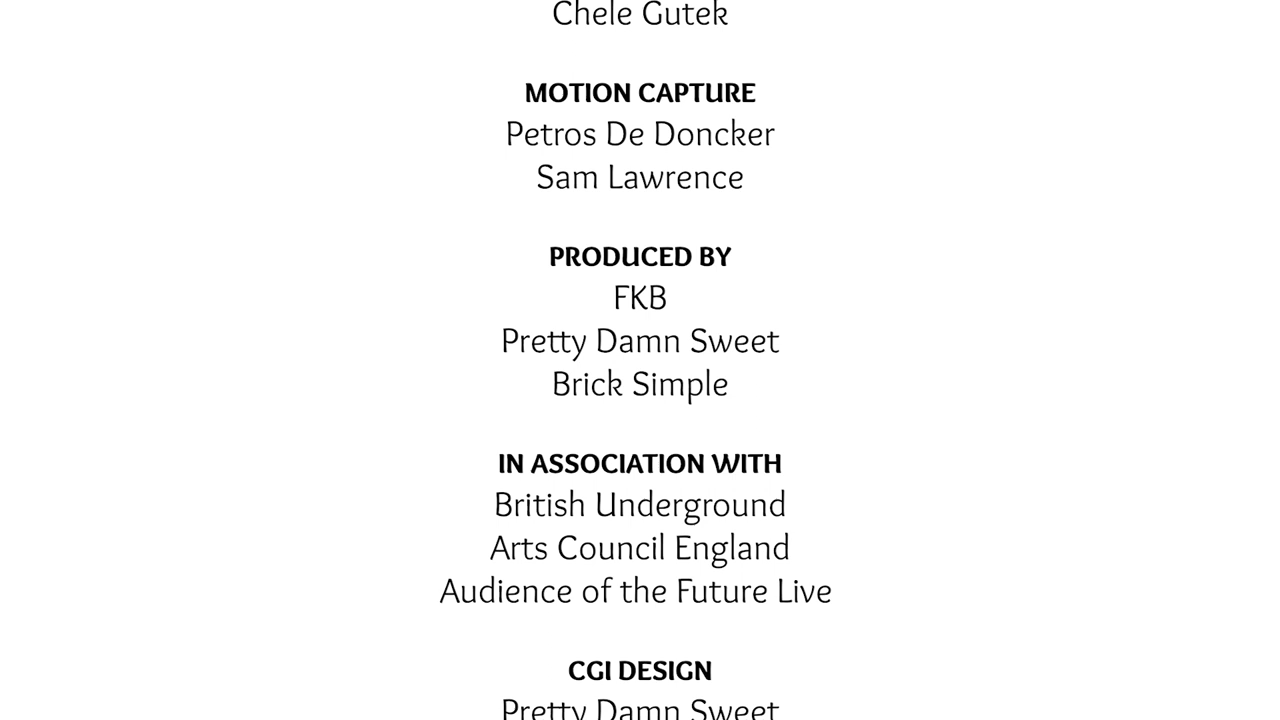 Chele Gutek
MOTION CAPTURE
Petros De Doncker
Sam Lawrence
PRODUCED BY
FKB
Pretty Damn Sweet
Brick Simple
IN ASSOCIATION WITH
British Underground
Arts Council England
Audience of the Future Live
CGI DESIGN
Pretty Damn Sweet